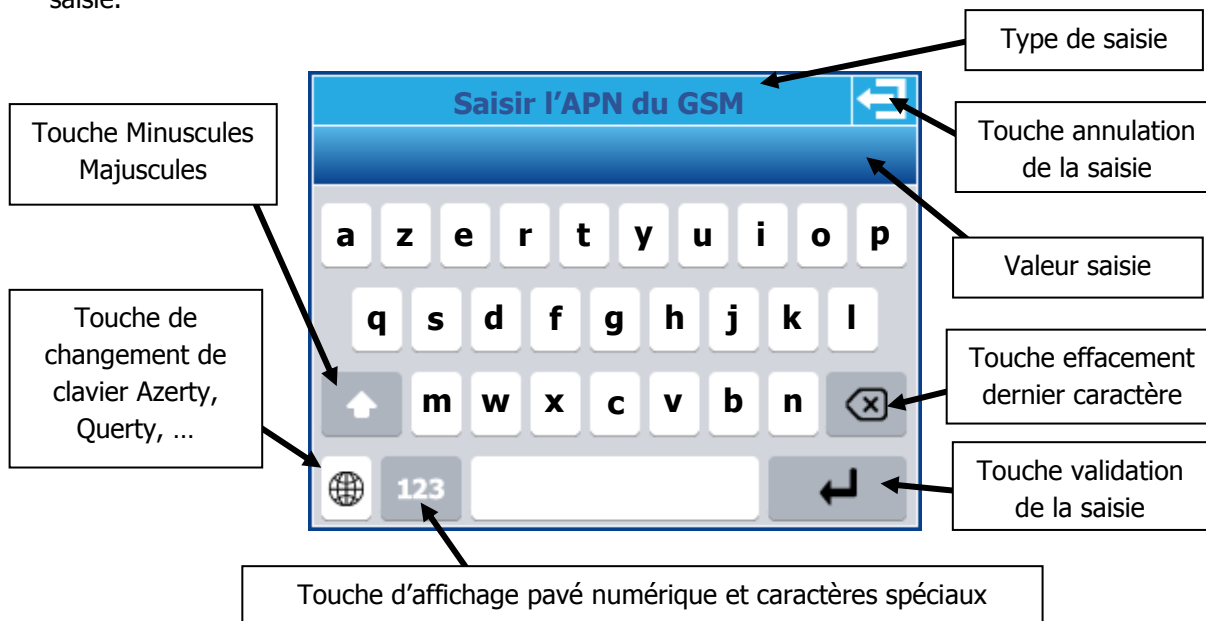 saisie.
Type de saisie
Saisir l’APN du GSM
Touche Minuscules
Majuscules
Touche annulation
de la saisie
Valeur saisie
a z e r t y u i o p
q s d f g h j k l
m w x c v b n
123
Touche de
changement de
clavier Azerty,
Querty, …
Touche effacement
dernier caractère
Touche validation
de la saisie
Touche d’affichage pavé numérique et caractères spéciaux